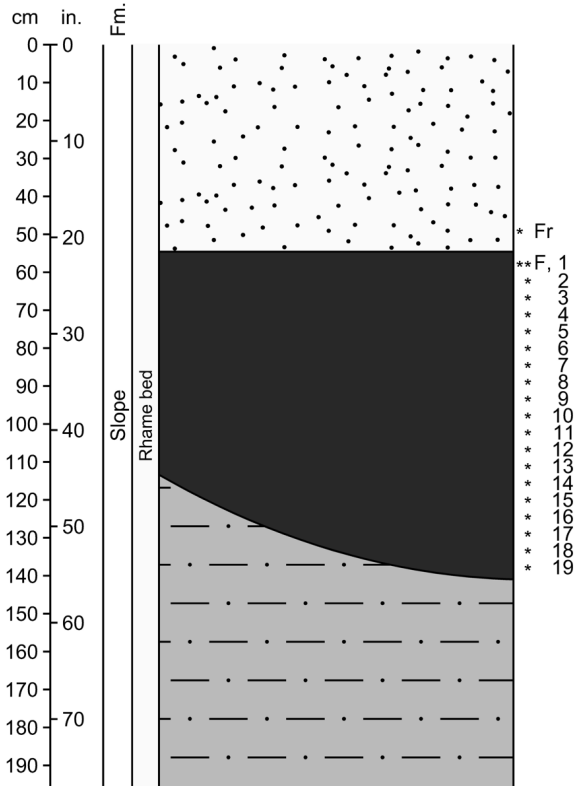 cm in. Fm.
0 0
10
10
20
30
40
50 20 * Fr
60 ** F, 1
* 2
70 * 3
* 4
80 30 * 5
* 6
* 7
90 * 8
* 9
100 40 * 10
* 11
110 * 12
* 13
120 * 14
50 * 15
130 * 16
* 17
140 * 18
* 19
150
60
160
170
180 70
190
Slope
Rhame bed